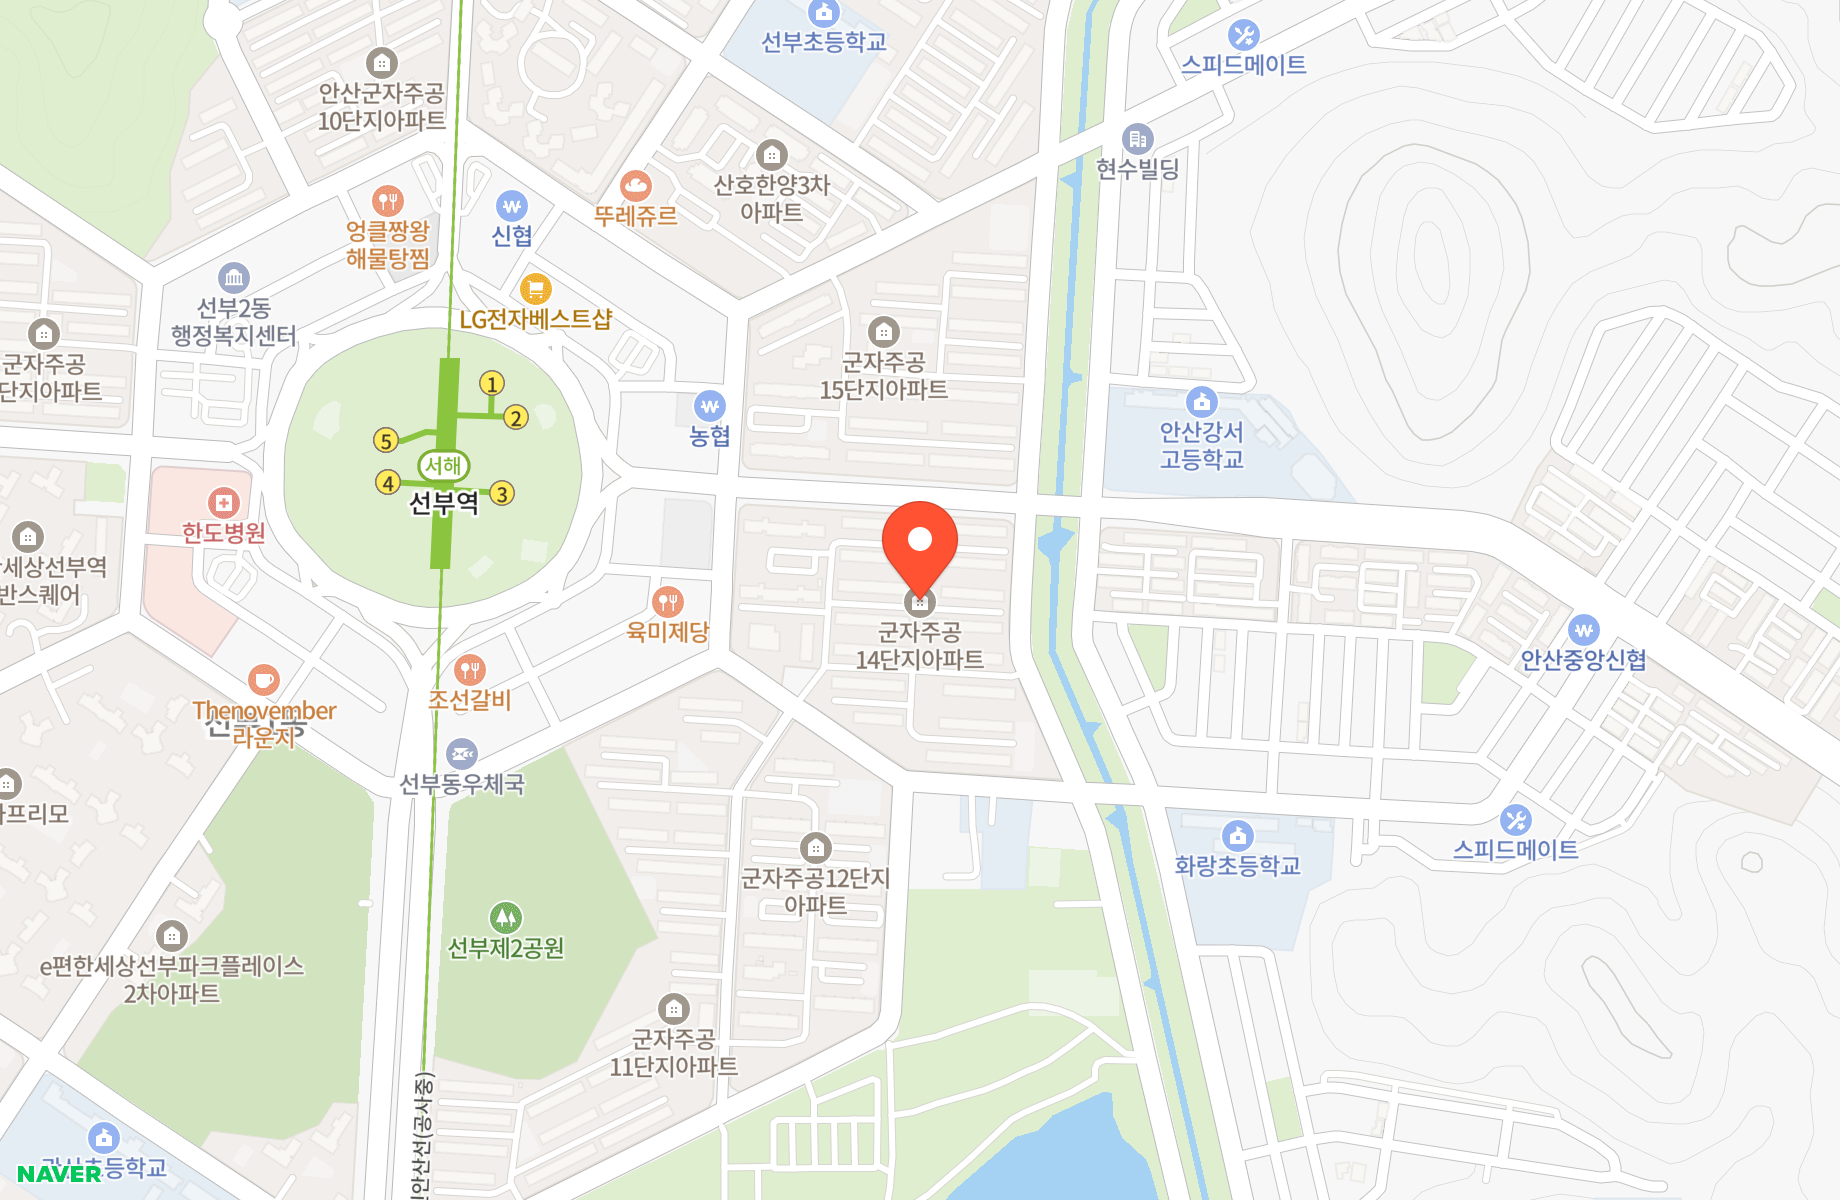 선부초등학교
스피드메이트
안산군자주공
10단지아파트
현수빌딩
산호한양3차
아파트
뚜레쥬르
엉클짱왕
해물탕찜
신협
선부2동
행정복지센터
LG전자베스트샵
군자주공
단지아파트
군자주공
15단지아파트
1
2
5
4
3
서해
선부역
농협
안산강서
고등학교
한도병원
세상선부역
반스퀘어
육미제당
군자주공
14단지아파트
안산중앙신협
조선갈비
Thenovember
라운지
선부동우체국
아프리모
스피드메이트
화랑초등학교
군자주공12단지
아파트
선부제2공원
e편한세상선부파크플레이스
2차아파트
군자주공
11단지아파트
안산선(공사중)
초등학교
NAVER